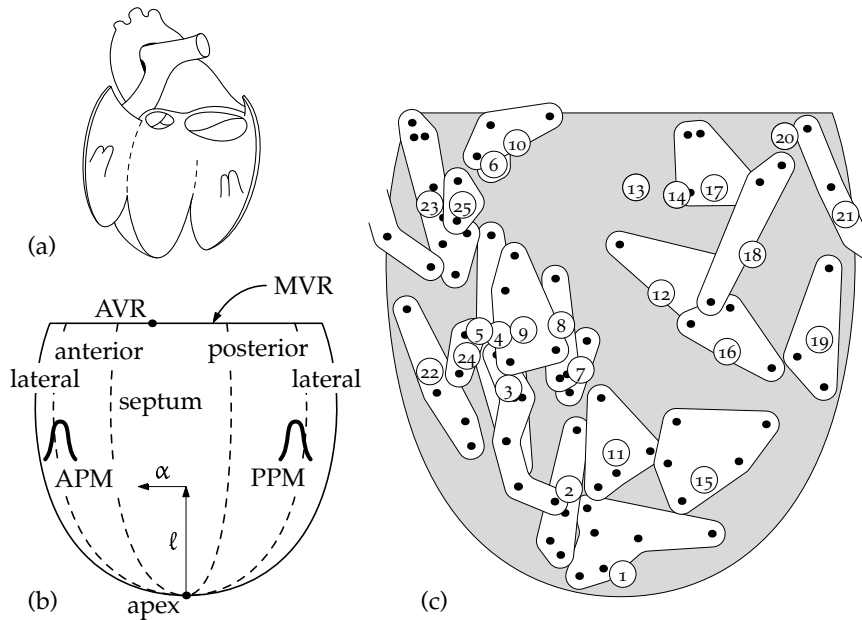 (a)
AVR
MVR
anterior
posterior
lateral
lateral
septum
APM
α
PPM
ℓ
(b)
apex
20
10
6
13
14
17
23
25
21
18
12
5
4
9
8
16
19
24
22
7
3
11
2
15
1
(c)